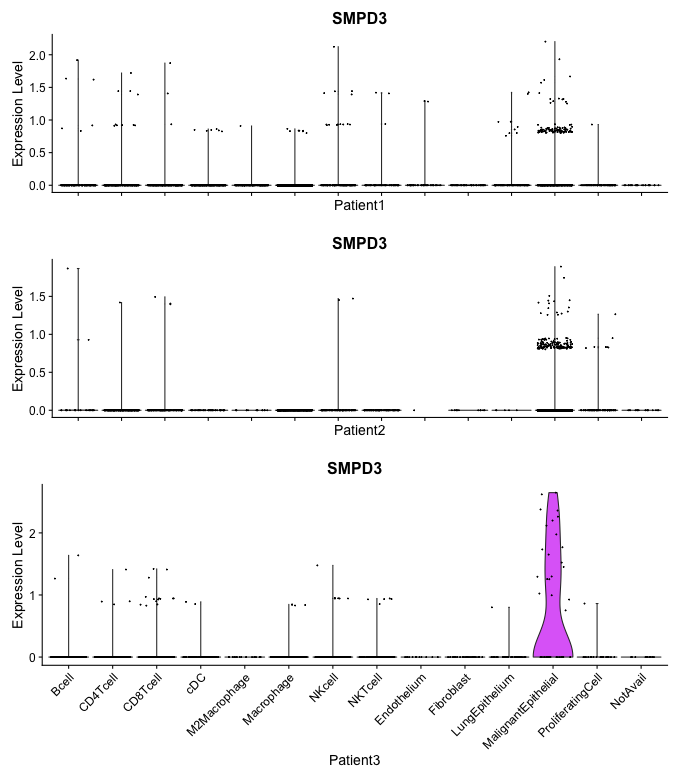 SMPD3
Expression Level
2.0
1.5
1.0
0.5
0.0
Patient1
SMPD3
Expression Level
1.5
1.0
0.5
0.0
Patient2
SMPD3
Expression Level
2
1
0
Bcell
CD4Tcell
CD8Tcell
cDC
M2Macrophage
Macrophage
NKcell
NKTcell
Endothelium
Fibroblast
LungEpithelium
MalignantEpithelial
ProliferatingCell
NotAvail
Patient3